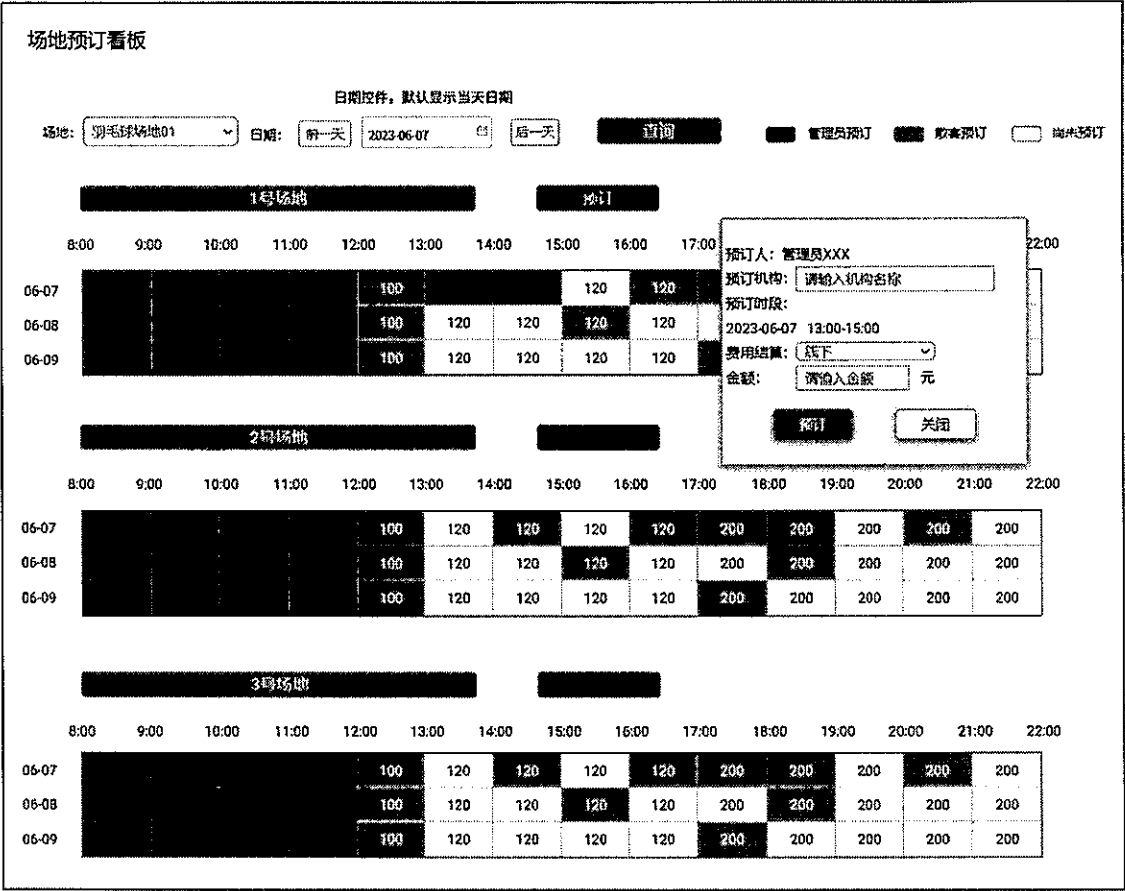 场地预订看板
日期控件，默认显示当天日期
场地： 羽毛球场地01 日期： 前一天 2023-06-07 后一天 查询 管理员预订 散客预订 尚未预订
1号场地 预订
8:00 9:00 10:00 11:00 12:00 13:00 14:00 15:00 16:00 17:00 22:00
06-07 100 120 120
06-08 100 120 120 120 120
06-09 100 120 120 120 120
预订人：管理员XXX
预订机构： 请输入机构名称
预订时段：
2023-06-07 13:00-15:00
费用结算： 线下
金额： 请输入金额 元
预订 关闭
2号场地
8:00 9:00 10:00 11:00 12:00 13:00 14:00 15:00 16:00 17:00 18:00 19:00 20:00 21:00 22:00
06-07 100 120 120 120 120 200 200 200 200 200
06-08 100 120 120 120 120 200 200 200 200 200
06-09 100 120 120 120 120 200 200 200 200 200
3号场地
8:00 9:00 10:00 11:00 12:00 13:00 14:00 15:00 16:00 17:00 18:00 19:00 20:00 21:00 22:00
06-07 100 120 120 120 120 200 200 200 200 200
06-08 100 120 120 120 120 200 200 200 200 200
06-09 100 120 120 120 120 200 200 200 200 200